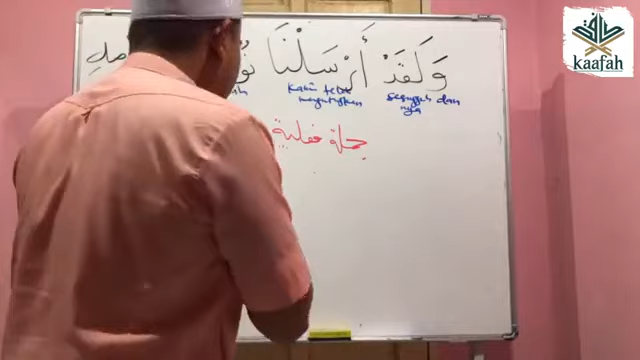 وَلَقَدْ أَرْسَلْنَا
dan sesungguh nya kami telah mengutuskan
جملة فعلية
kaafah